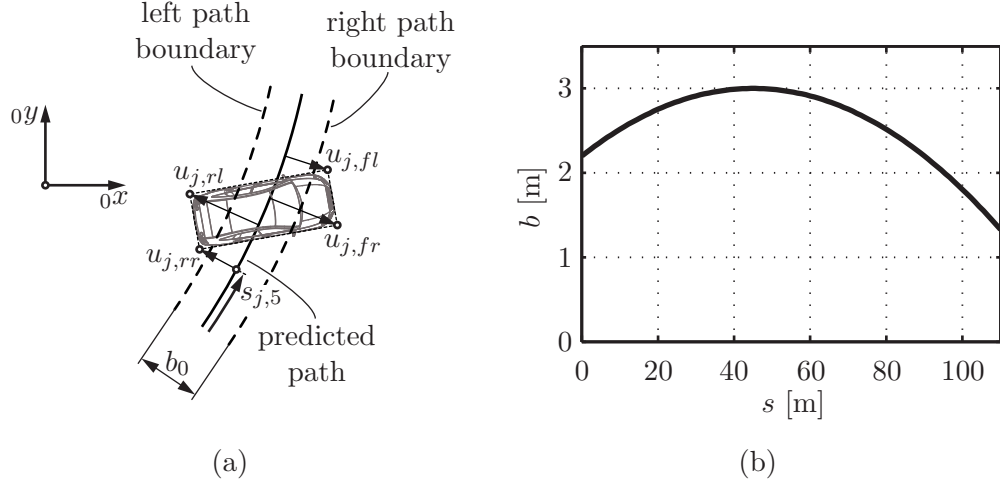 left path
boundary
right path
boundary
₀y
₀x
u_{j,fl}
u_{j,rl}
u_{j,rr}
u_{j,fr}
s_{j,5}
predicted
path
b₀
(a)
3
2
1
0
b [m]
0 20 40 60 80 100
s [m]
(b)